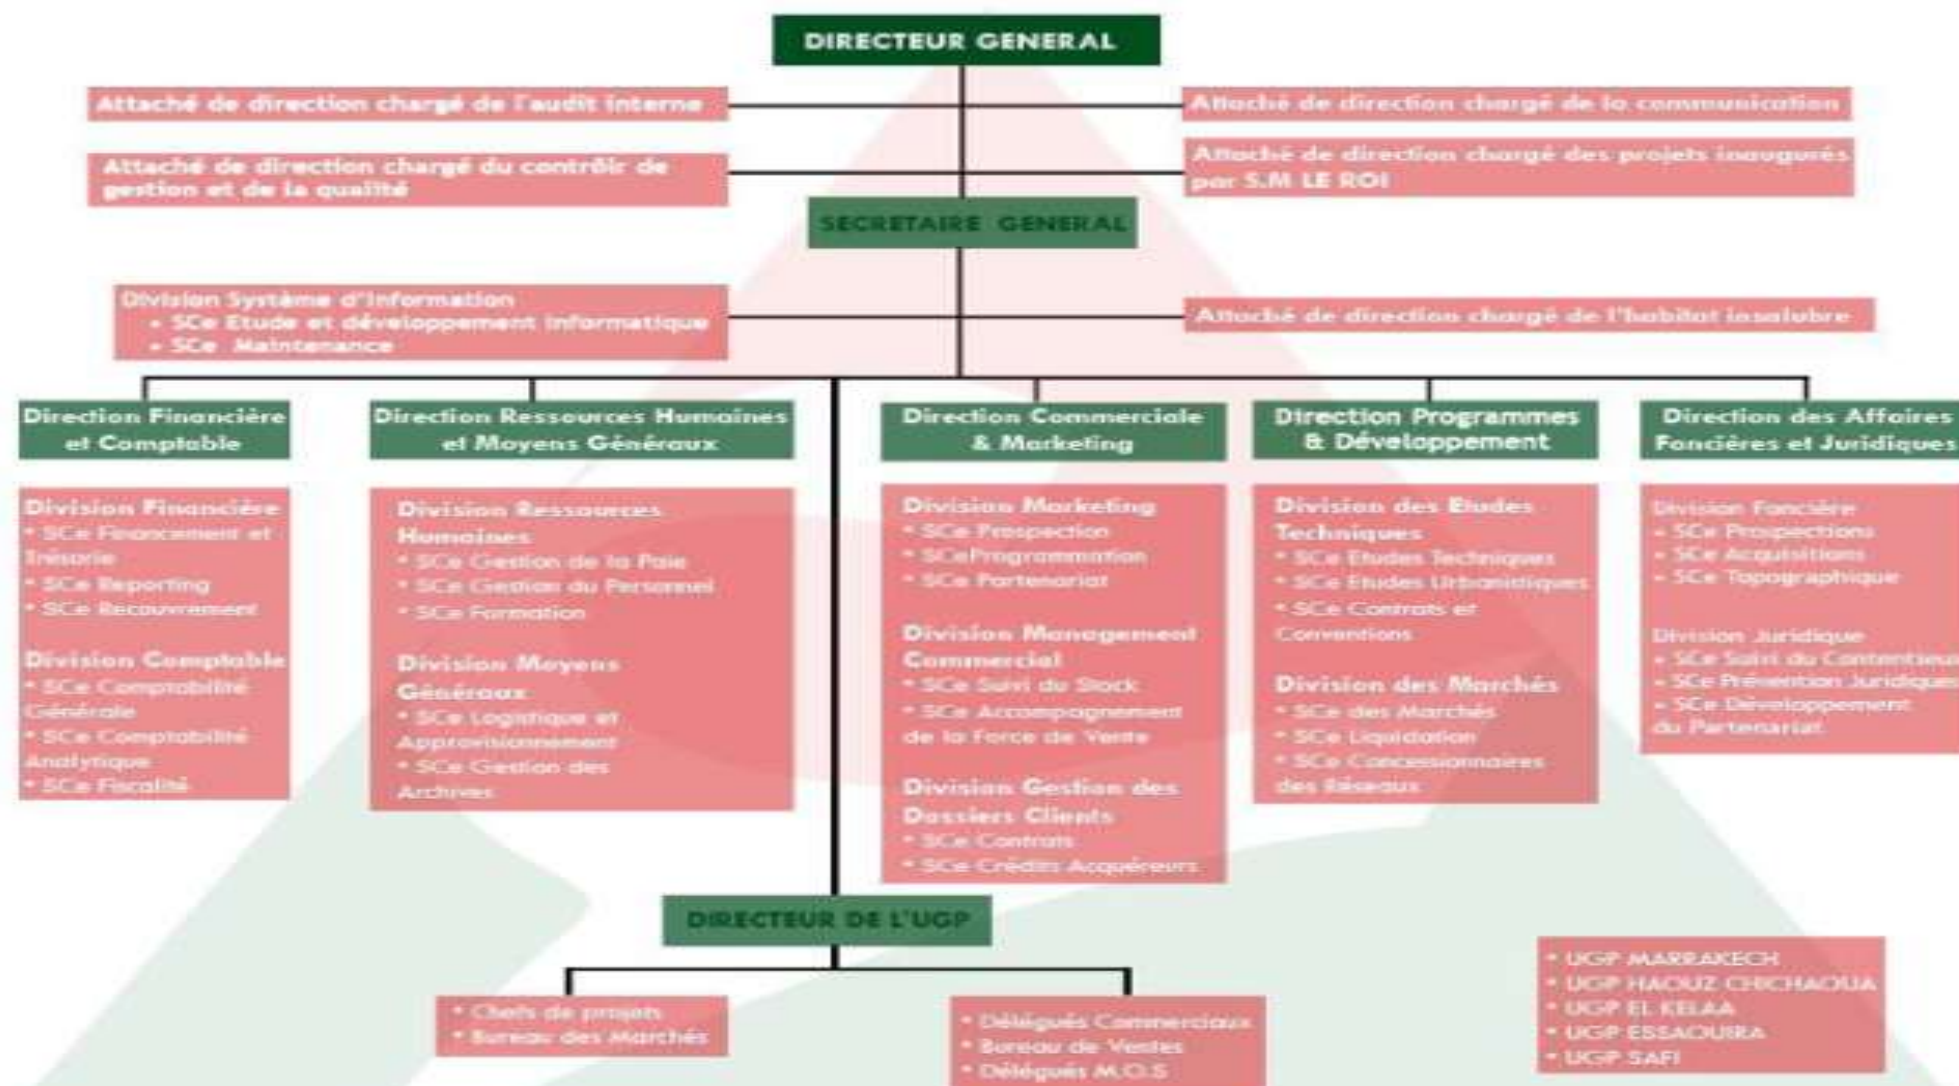 DIRECTEUR GENERAL
Attaché de direction chargé de l'audit interne
Attaché de direction chargé de la communication
Attaché de direction chargé du contrôlr de
gestion et de la qualité
Attaché de direction chargé des projets inaugurés
par S.M LE ROI
SECRETAIRE GENERAL
Division Système d'Information
• SCe Etude et développement Informatique
• SCe Maintenance
Attaché de direction chargé de l'habitat insalubre
Direction Financière
et Comptable
Direction Ressources Humaines
et Moyens Généraux
Direction Commerciale
& Marketing
Direction Programmes
& Développement
Direction des Affaires
Foncières et Juridiques
Division Financière
• SCe Financement et
Trésorie
• SCe Reporting
• SCe Recouvrement
Division Comptable
• SCe Comptabilité
Générale
• SCe Comptabilité
Analytique
• SCe Fiscalité
Division Ressources
Humaines
• SCe Gestion de la Paie
• SCe Gestion du Personnel
• SCe Formation
Division Moyens
Généraux
• SCe Logistique et
Approvisionnement
• SCe Gestion des
Archives
Division Marketing
• SCe Prospection
• SCeProgrammation
• SCe Partenariat
Division Management
Commercial
• SCe Suivi du Stock
• SCe Accompagnement
de la Force de Vente
Division Gestion des
Dossiers Clients
• SCe Contrats
• SCe Crédits Acquéreurs
Division des Etudes
Techniques
• SCe Etudes Techniques
• SCe Etudes Urbanistiques
• SCe Contrats et
Conventions
Division des Marchés
• SCe des Marchés
• SCe Liquidation
• SCe Concessionnaires
des Réseaux
Division Foncière
• SCe Prospections
• SCe Acquisitions
• SCe Topographique
Division Juridique
• SCe Suivi du Contentieux
• SCe Prévention Juridiques
• SCe Développement
du Partenariat
DIRECTEUR DE L'UGP
• Chefs de projets
• Bureau des Marchés
• Délégués Commerciaux
• Bureau de Ventes
• Délégués M.O.S
• UGP MARRAKECH
• UGP HAOUZ CHICHAOUA
• UGP EL KELAA
• UGP ESSAOUIRA
• UGP SAFI